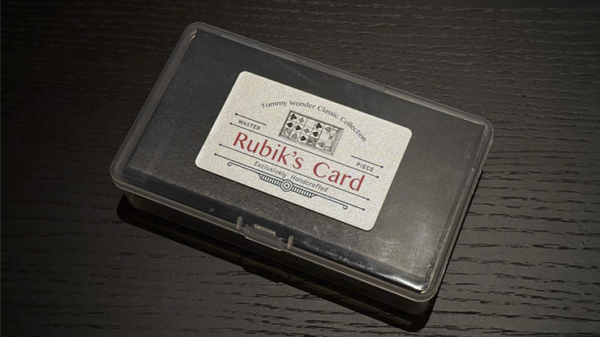 Tommy Wonder Classic Collection
MASTER PIECE
Rubik's Card
Exclusively Handcrafted